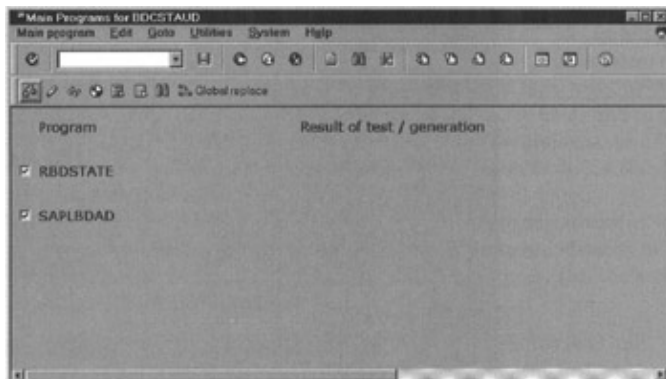 Main Programs for BDCSTAUD
Main program Edit Goto Utilities System Help
Global replace
Program Result of test / generation
RBDSTATE
SAPLBDAD